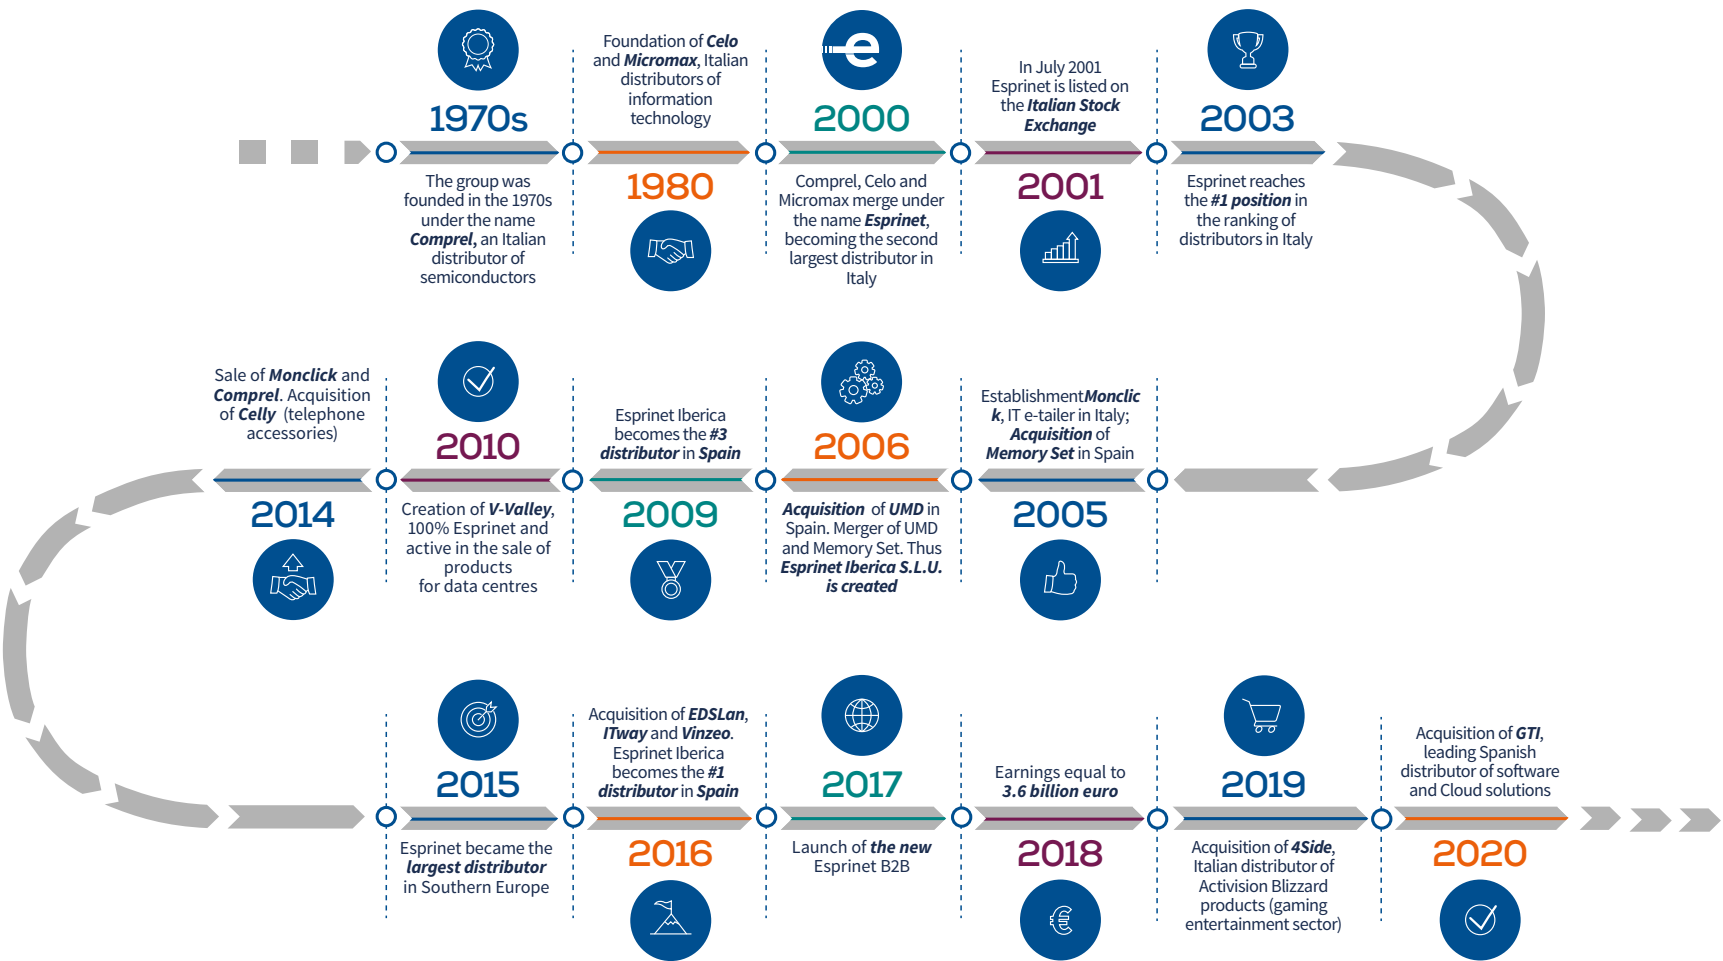 1970s
The group was
founded in the 1970s
under the name
Comprel, an Italian
distributor of
semiconductors
Foundation of Celo
and Micromax, Italian
distributors of
information
technology
1980
e
2000
Comprel, Celo and
Micromax merge under
the name Esprinet,
becoming the second
largest distributor in
Italy
In July 2001
Esprinet is listed on
the Italian Stock
Exchange
2001
2003
Esprinet reaches
the #1 position in
the ranking of
distributors in Italy
EstablishmentMonclic
k, IT e-tailer in Italy;
Acquisition of
Memory Set in Spain
2005
2006
Acquisition of UMD in
Spain. Merger of UMD
and Memory Set. Thus
Esprinet Iberica S.L.U.
is created
Esprinet Iberica
becomes the #3
distributor in Spain
2009
2010
Creation of V-Valley,
100% Esprinet and
active in the sale of
products
for data centres
Sale of Monclick and
Comprel. Acquisition
of Celly (telephone
accessories)
2014
2015
Esprinet became the
largest distributor
in Southern Europe
Acquisition of EDSLan,
ITway and Vinzeo.
Esprinet Iberica
becomes the #1
distributor in Spain
2016
2017
Launch of the new
Esprinet B2B
Earnings equal to
3.6 billion euro
2018
€
2019
Acquisition of 4Side,
Italian distributor of
Activision Blizzard
products (gaming
entertainment sector)
Acquisition of GTI,
leading Spanish
distributor of software
and Cloud solutions
2020